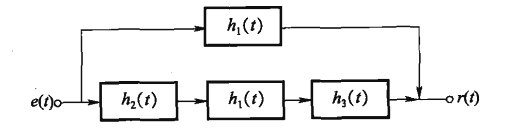 h₁(t)
e(t) h₂(t) h₁(t) h₃(t) r(t)